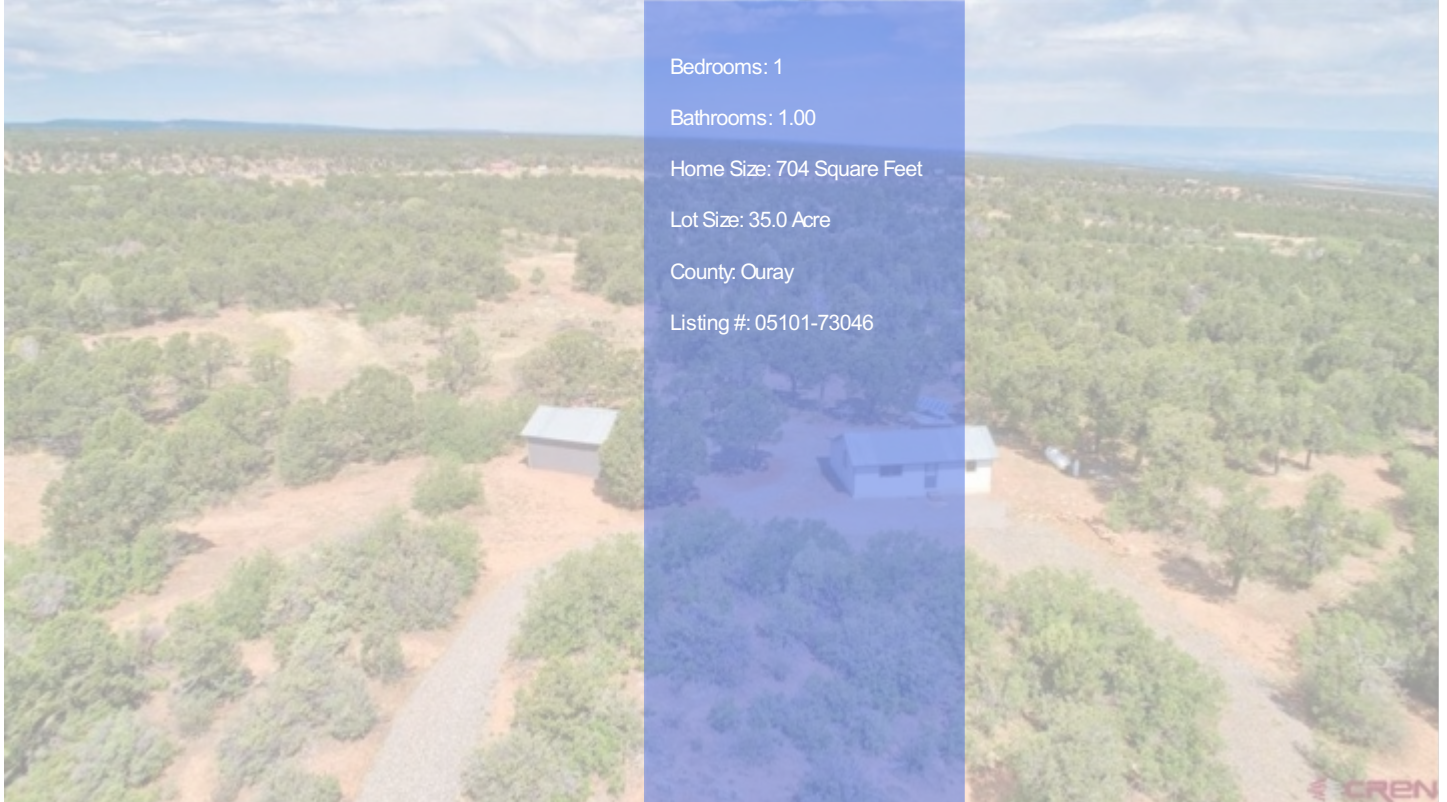 Bedrooms: 1
Bathrooms: 1.00
Home Size: 704 Square Feet
Lot Size: 35.0 Acre
County: Ouray
Listing #: 05101-73046
CREN